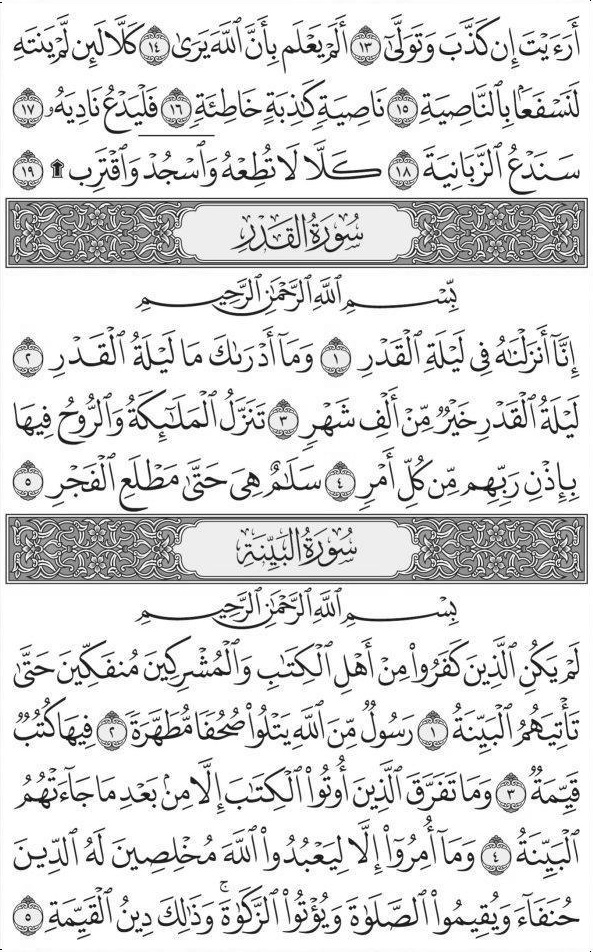 أَرَءَيْتَ إِن كَذَّبَ وَتَوَلَّىٰٓ ١٣ أَلَمْ يَعْلَم بِأَنَّ ٱللَّهَ يَرَىٰ ١٤ كَلَّا لَئِن لَّمْ يَنتَهِ
لَنَسْفَعًۢا بِٱلنَّاصِيَةِ ١٥ نَاصِيَةٍ كَـٰذِبَةٍ خَاطِئَةٍ ١٦ فَلْيَدْعُ نَادِيَهُۥ ١٧
سَنَدْعُ ٱلزَّبَانِيَةَ ١٨ كَلَّا لَا تُطِعْهُ وَٱسْجُدْ وَٱقْتَرِب ۩ ١٩
سُورَةُ القَدْرِ
بِسْمِ ٱللَّهِ ٱلرَّحْمَـٰنِ ٱلرَّحِيمِ
إِنَّآ أَنزَلْنَـٰهُ فِى لَيْلَةِ ٱلْقَدْرِ ١ وَمَآ أَدْرَىٰكَ مَا لَيْلَةُ ٱلْقَدْرِ ٢
لَيْلَةُ ٱلْقَدْرِ خَيْرٌ مِّنْ أَلْفِ شَهْرٍ ٣ تَنَزَّلُ ٱلْمَلَـٰٓئِكَةُ وَٱلرُّوحُ فِيهَا
بِإِذْنِ رَبِّهِم مِّن كُلِّ أَمْرٍ ٤ سَلَـٰمٌ هِىَ حَتَّىٰ مَطْلَعِ ٱلْفَجْرِ ٥
سُورَةُ البَيِّنَةِ
بِسْمِ ٱللَّهِ ٱلرَّحْمَـٰنِ ٱلرَّحِيمِ
لَمْ يَكُنِ ٱلَّذِينَ كَفَرُوا۟ مِنْ أَهْلِ ٱلْكِتَـٰبِ وَٱلْمُشْرِكِينَ مُنفَكِّينَ حَتَّىٰ
تَأْتِيَهُمُ ٱلْبَيِّنَةُ ١ رَسُولٌ مِّنَ ٱللَّهِ يَتْلُوا۟ صُحُفًا مُّطَهَّرَةً ٢ فِيهَا كُتُبٌ
قَيِّمَةٌ ٣ وَمَا تَفَرَّقَ ٱلَّذِينَ أُوتُوا۟ ٱلْكِتَـٰبَ إِلَّا مِنۢ بَعْدِ مَا جَآءَتْهُمُ
ٱلْبَيِّنَةُ ٤ وَمَآ أُمِرُوٓا۟ إِلَّا لِيَعْبُدُوا۟ ٱللَّهَ مُخْلِصِينَ لَهُ ٱلدِّينَ
حُنَفَآءَ وَيُقِيمُوا۟ ٱلصَّلَوٰةَ وَيُؤْتُوا۟ ٱلزَّكَوٰةَ ۚ وَذَٰلِكَ دِينُ ٱلْقَيِّمَةِ ٥